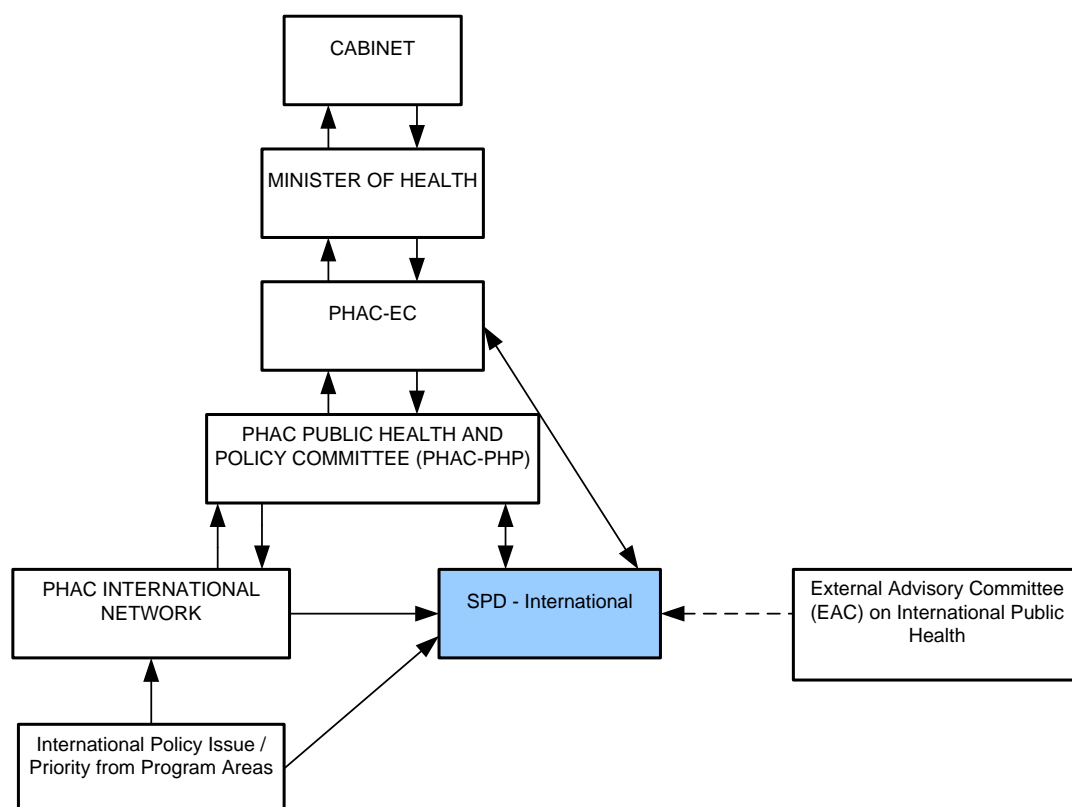 CABINET
MINISTER OF HEALTH
PHAC-EC
PHAC PUBLIC HEALTH AND
POLICY COMMITTEE (PHAC-PHP)
PHAC INTERNATIONAL
NETWORK
SPD - International
External Advisory Committee
(EAC) on International Public
Health
International Policy Issue /
Priority from Program Areas